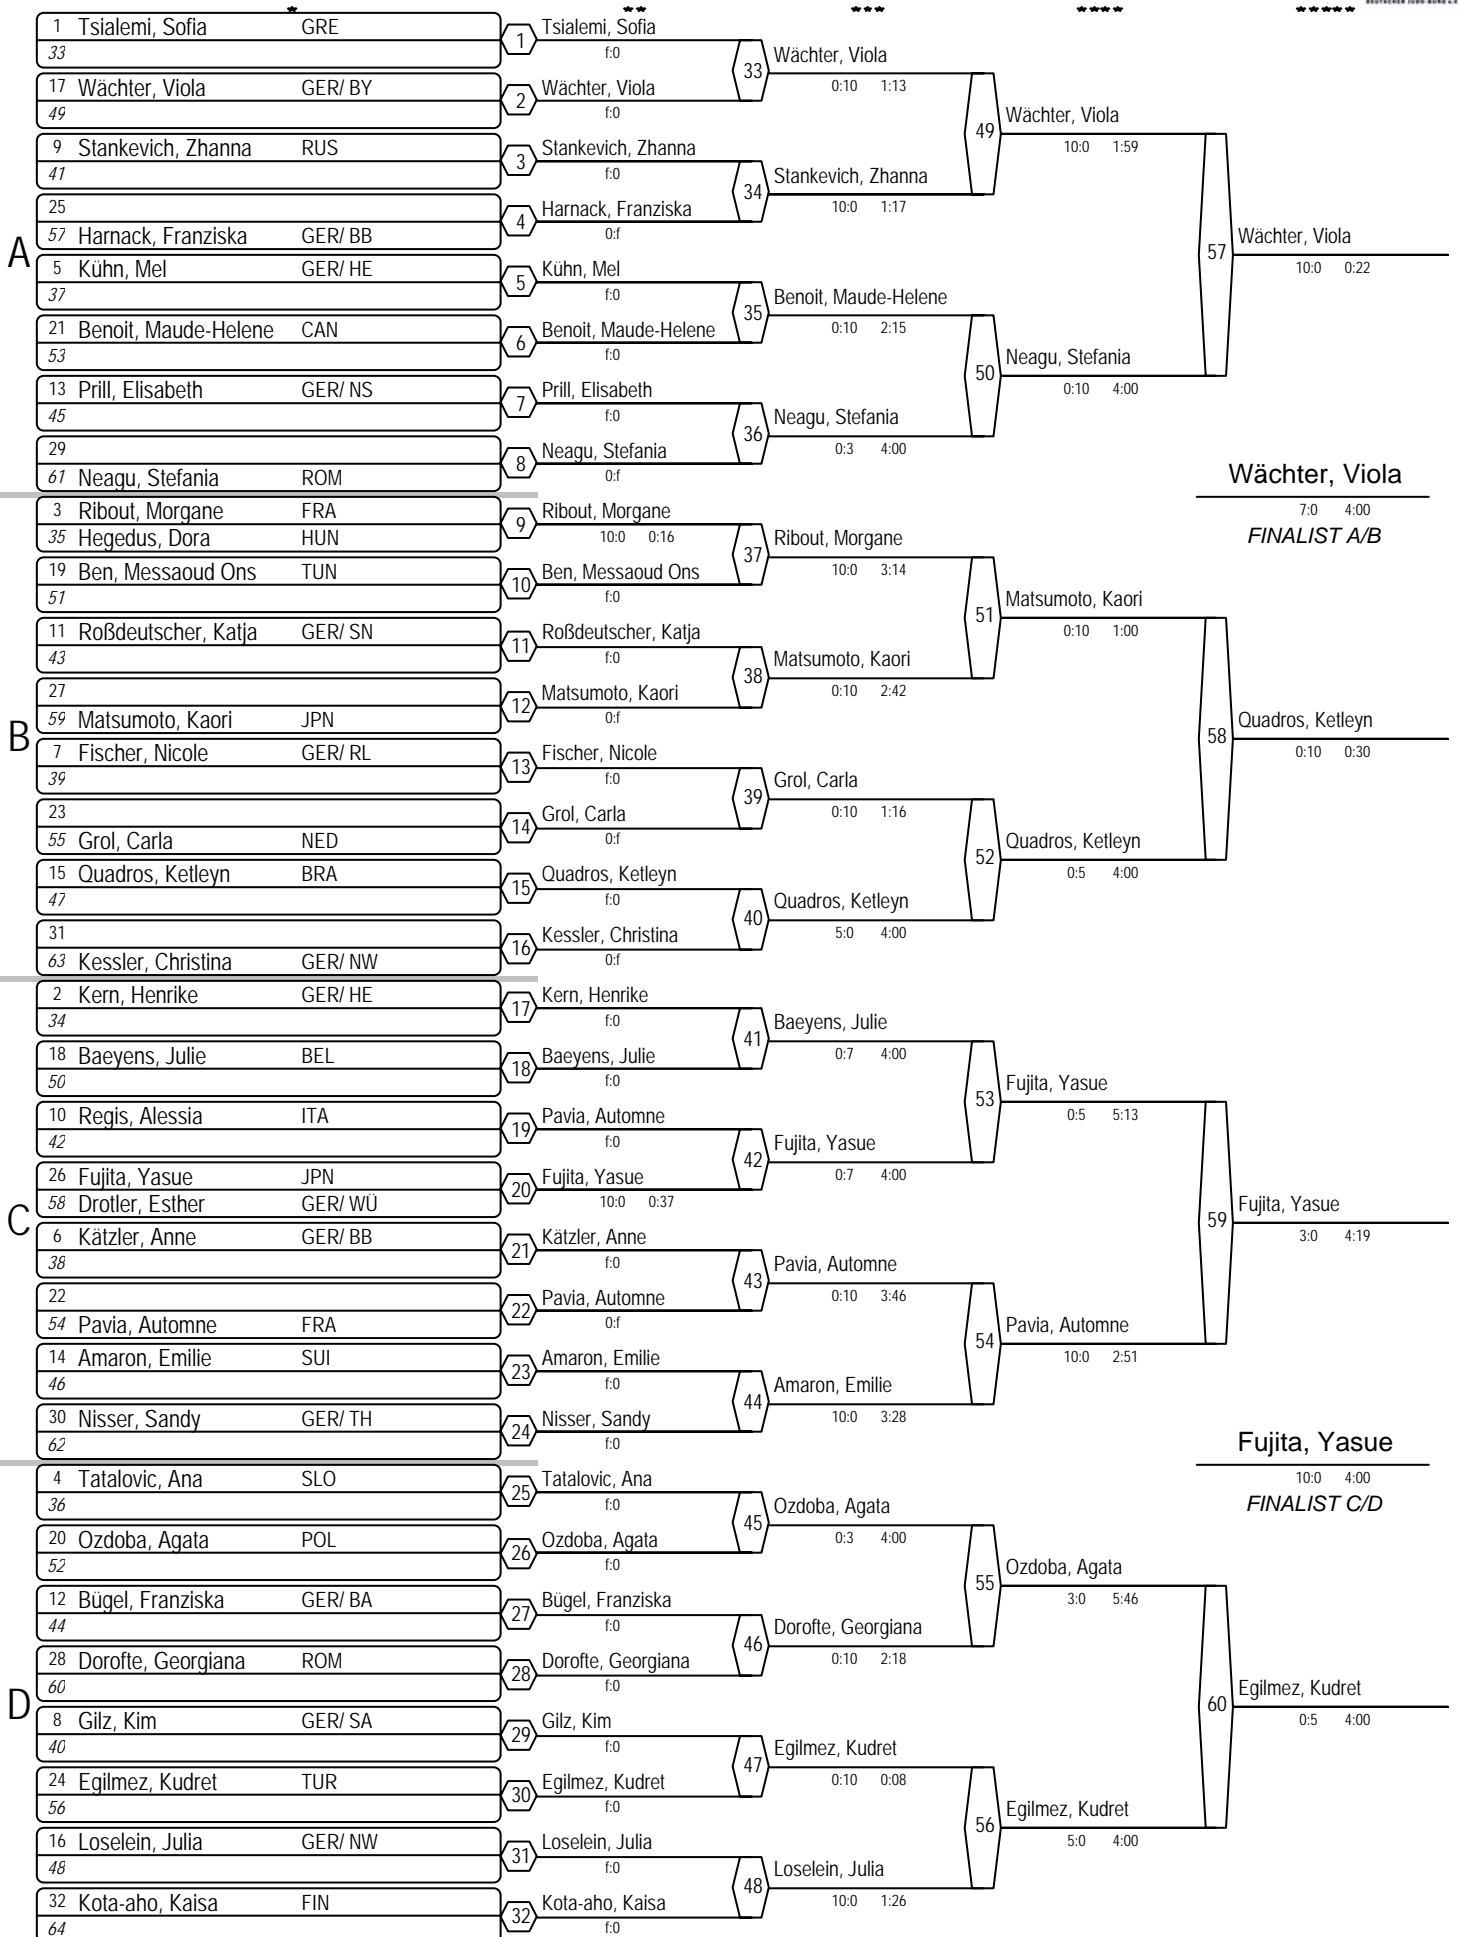 * ** *** **** *****
A
1 Tsialemi, Sofia GRE
33
17 Wächter, Viola GER/ BY
49
9 Stankevich, Zhanna RUS
41
25
57 Harnack, Franziska GER/ BB
5 Kühn, Mel GER/ HE
37
21 Benoit, Maude-Helene CAN
53
13 Prill, Elisabeth GER/ NS
45
29
61 Neagu, Stefania ROM
B
3 Ribout, Morgane FRA
35 Hegedus, Dora HUN
19 Ben, Messaoud Ons TUN
51
11 Roßdeutscher, Katja GER/ SN
43
27
59 Matsumoto, Kaori JPN
7 Fischer, Nicole GER/ RL
39
23
55 Grol, Carla NED
15 Quadros, Ketleyn BRA
47
31
63 Kessler, Christina GER/ NW
C
2 Kern, Henrike GER/ HE
34
18 Baeyens, Julie BEL
50
10 Regis, Alessia ITA
42
26 Fujita, Yasue JPN
58 Drotler, Esther GER/ WÜ
6 Kätzler, Anne GER/ BB
38
22
54 Pavia, Automne FRA
14 Amaron, Emilie SUI
46
30 Nisser, Sandy GER/ TH
62
D
4 Tatalovic, Ana SLO
36
20 Ozdoba, Agata POL
52
12 Bügel, Franziska GER/ BA
44
28 Dorofte, Georgiana ROM
60
8 Gilz, Kim GER/ SA
40
24 Egilmez, Kudret TUR
56
16 Loselein, Julia GER/ NW
48
32 Kota-aho, Kaisa FIN
64
1 Tsialemi, Sofia
f:0
2 Wächter, Viola
f:0
3 Stankevich, Zhanna
f:0
4 Harnack, Franziska
0:f
5 Kühn, Mel
f:0
6 Benoit, Maude-Helene
f:0
7 Prill, Elisabeth
f:0
8 Neagu, Stefania
0:f
9 Ribout, Morgane
10:0 0:16
10 Ben, Messaoud Ons
f:0
11 Roßdeutscher, Katja
f:0
12 Matsumoto, Kaori
0:f
13 Fischer, Nicole
f:0
14 Grol, Carla
0:f
15 Quadros, Ketleyn
f:0
16 Kessler, Christina
0:f
17 Kern, Henrike
f:0
18 Baeyens, Julie
f:0
19 Pavia, Automne
f:0
20 Fujita, Yasue
10:0 0:37
21 Kätzler, Anne
f:0
22 Pavia, Automne
0:f
23 Amaron, Emilie
f:0
24 Nisser, Sandy
f:0
25 Tatalovic, Ana
f:0
26 Ozdoba, Agata
f:0
27 Bügel, Franziska
f:0
28 Dorofte, Georgiana
f:0
29 Gilz, Kim
f:0
30 Egilmez, Kudret
f:0
31 Loselein, Julia
f:0
32 Kota-aho, Kaisa
f:0
33 Wächter, Viola
0:10 1:13
34 Stankevich, Zhanna
10:0 1:17
35 Benoit, Maude-Helene
0:10 2:15
36 Neagu, Stefania
0:3 4:00
37 Ribout, Morgane
10:0 3:14
38 Matsumoto, Kaori
0:10 2:42
39 Grol, Carla
0:10 1:16
40 Quadros, Ketleyn
5:0 4:00
41 Baeyens, Julie
0:7 4:00
42 Fujita, Yasue
0:7 4:00
43 Pavia, Automne
0:10 3:46
44 Amaron, Emilie
10:0 3:28
45 Ozdoba, Agata
0:3 4:00
46 Dorofte, Georgiana
0:10 2:18
47 Egilmez, Kudret
0:10 0:08
48 Loselein, Julia
10:0 1:26
49 Wächter, Viola
10:0 1:59
50 Neagu, Stefania
0:10 4:00
51 Matsumoto, Kaori
0:10 1:00
52 Quadros, Ketleyn
0:5 4:00
53 Fujita, Yasue
0:5 5:13
54 Pavia, Automne
10:0 2:51
55 Ozdoba, Agata
3:0 5:46
56 Egilmez, Kudret
5:0 4:00
57 Wächter, Viola
10:0 0:22
Wächter, Viola
7:0 4:00
FINALIST A/B
58 Quadros, Ketleyn
0:10 0:30
59 Fujita, Yasue
3:0 4:19
Fujita, Yasue
10:0 4:00
FINALIST C/D
60 Egilmez, Kudret
0:5 4:00